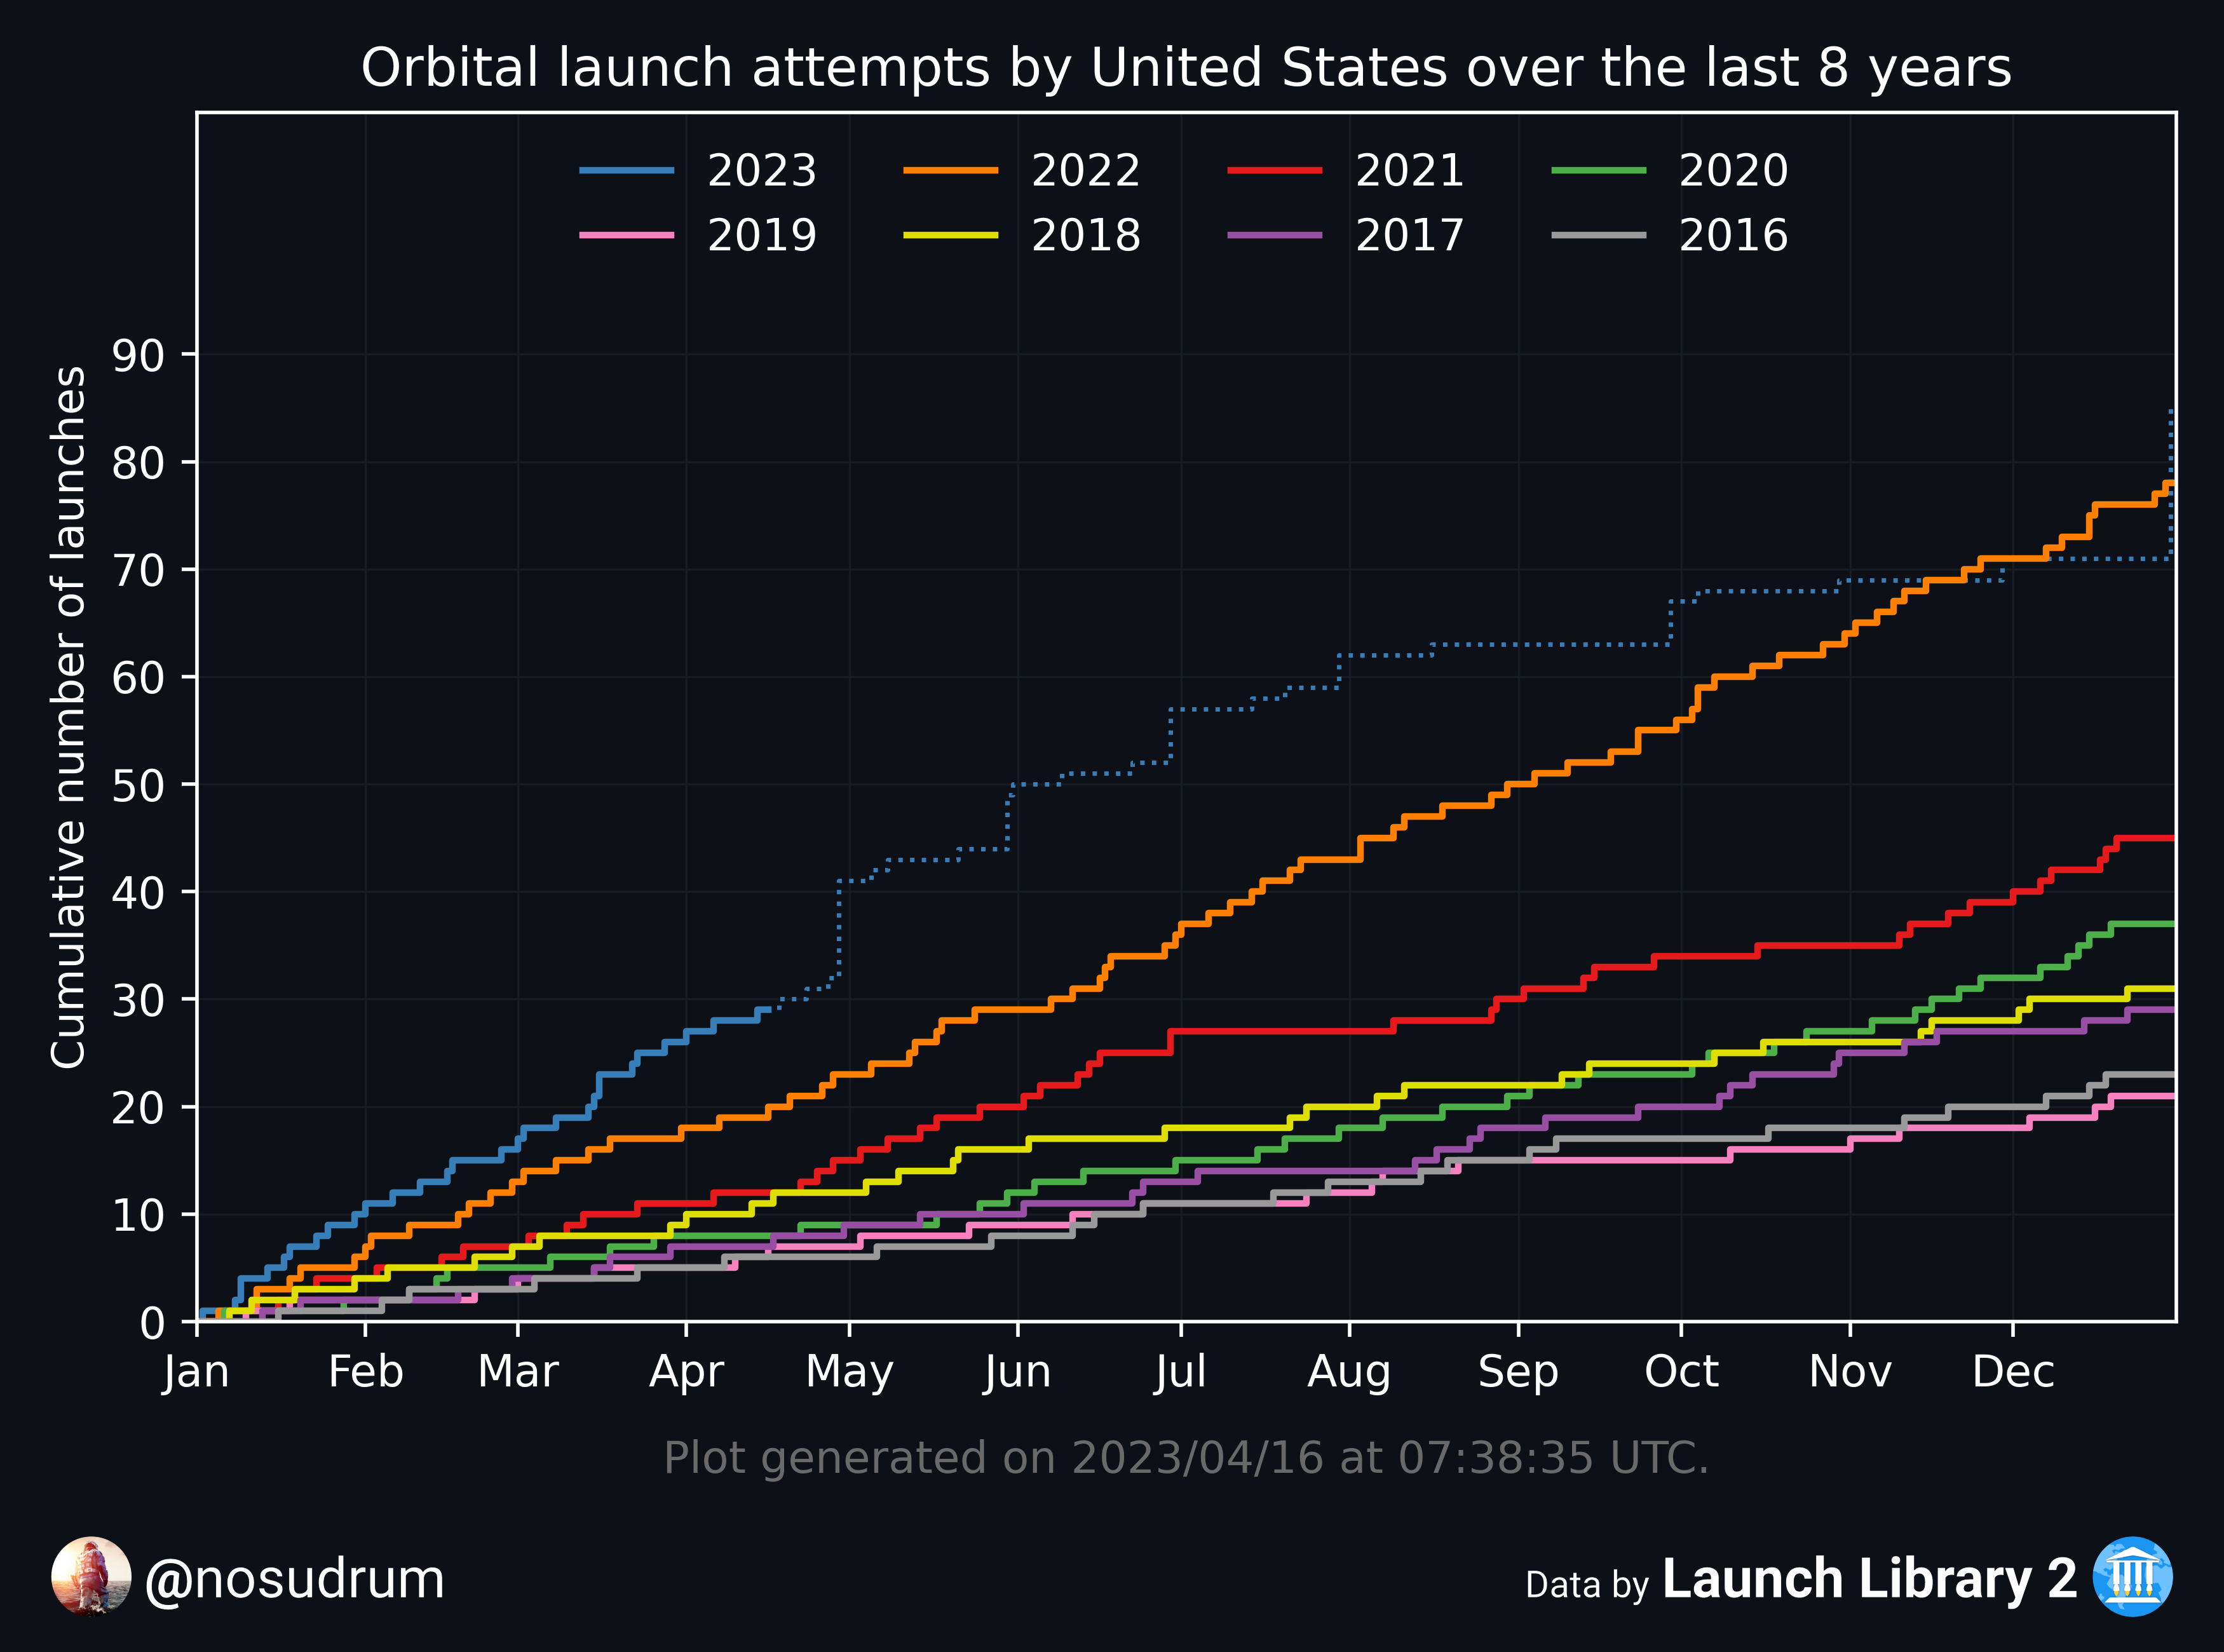 Orbital launch attempts by United States over the last 8 years
2023 2022 2021 2020
2019 2018 2017 2016
Cumulative number of launches
90
80
70
60
50
40
30
20
10
0
Jan Feb Mar Apr May Jun Jul Aug Sep Oct Nov Dec
Plot generated on 2023/04/16 at 07:38:35 UTC.
@nosudrum
Data by Launch Library 2